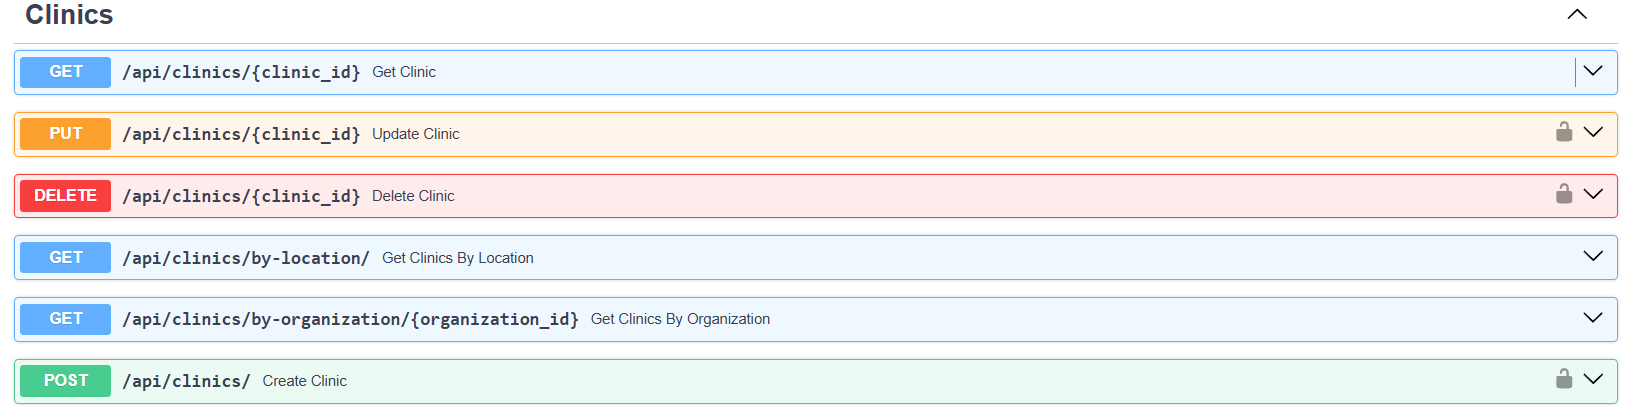 Clinics
GET /api/clinics/{clinic_id} Get Clinic
PUT /api/clinics/{clinic_id} Update Clinic
DELETE /api/clinics/{clinic_id} Delete Clinic
GET /api/clinics/by-location/ Get Clinics By Location
GET /api/clinics/by-organization/{organization_id} Get Clinics By Organization
POST /api/clinics/ Create Clinic